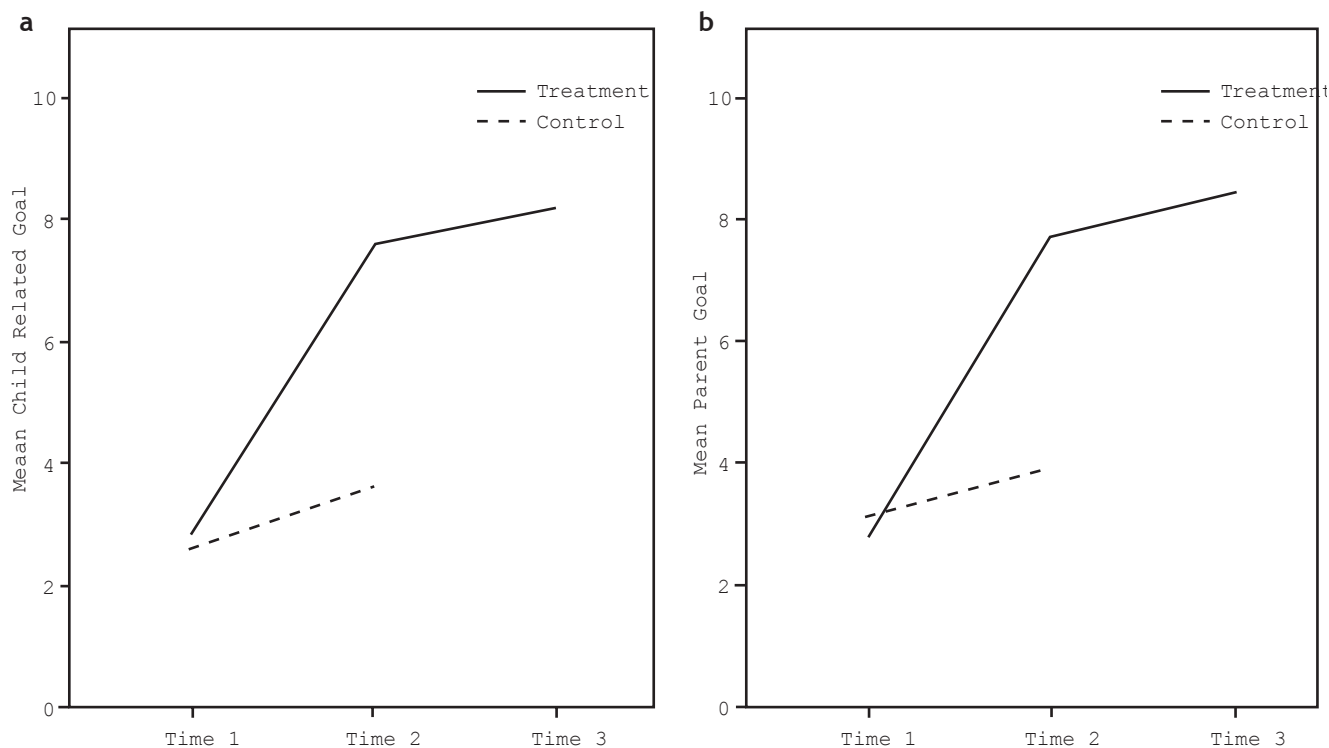 a
Meaan Child Related Goal
10
8
6
4
2
0
Treatment
Control
Time 1 Time 2 Time 3
b
Mean Parent Goal
10
8
6
4
2
0
Treatment
Control
Time 1 Time 2 Time 3